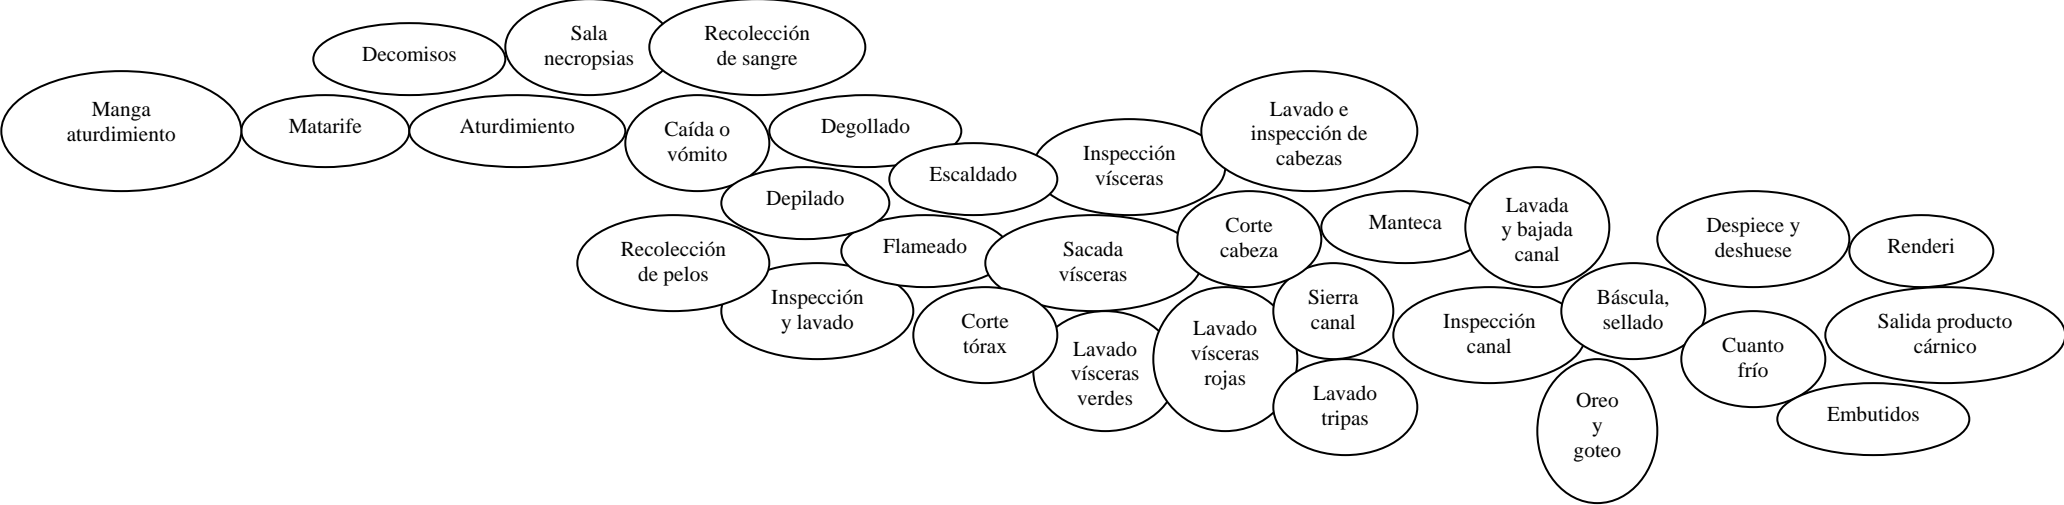 Manga
aturdimiento
Matarife
Decomisos
Aturdimiento
Sala
necropsias
Recolección
de sangre
Caída o
vómito
Degollado
Depilado
Escaldado
Recolección
de pelos
Inspección
y lavado
Flameado
Inspección
vísceras
Lavado e
inspección de
cabezas
Sacada
vísceras
Corte
cabeza
Corte
tórax
Lavado
vísceras
verdes
Lavado
vísceras
rojas
Sierra
canal
Lavado
tripas
Manteca
Lavada
y bajada
canal
Inspección
canal
Báscula,
sellado
Oreo
y
goteo
Despiece y
deshuese
Renderi
Cuanto
frío
Salida producto
cárnico
Embutidos